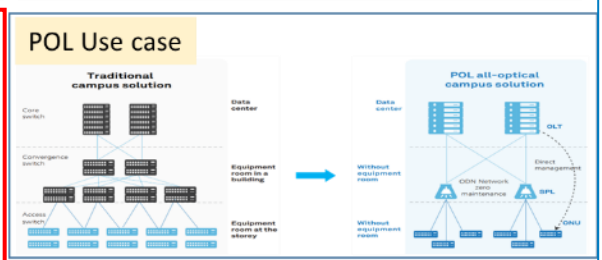 POL Use case
Traditional
campus solution
Core
switch
Data
center
Convergence
switch
Equipment
room in a
building
Access
switch
Equipment
room at the
storey
POL all-optical
campus solution
Data
center
OLT
Direct
management
Without
equipment
room
ODN Network
zero
maintenance
SPL
Without
equipment
room
ONU